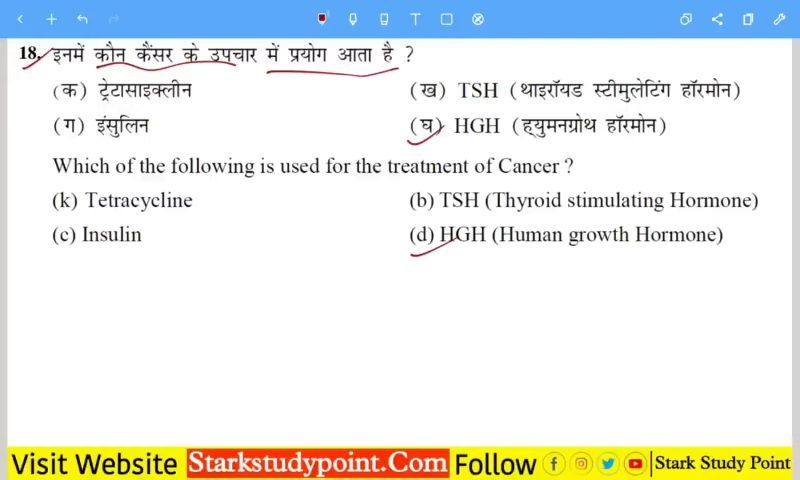 18. इनमें कौन कैंसर के उपचार में प्रयोग आता है ?
(क) ट्रेटासाइक्लीन (ख) TSH (थाइरॉयड स्टीमुलेटिंग हॉरमोन)
(ग) इंसुलिन (घ) HGH (ह्युमनग्रोथ हॉरमोन)
Which of the following is used for the treatment of Cancer ?
(k) Tetracycline (b) TSH (Thyroid stimulating Hormone)
(c) Insulin (d) HGH (Human growth Hormone)
Visit Website Starkstudypoint.Com Follow Stark Study Point